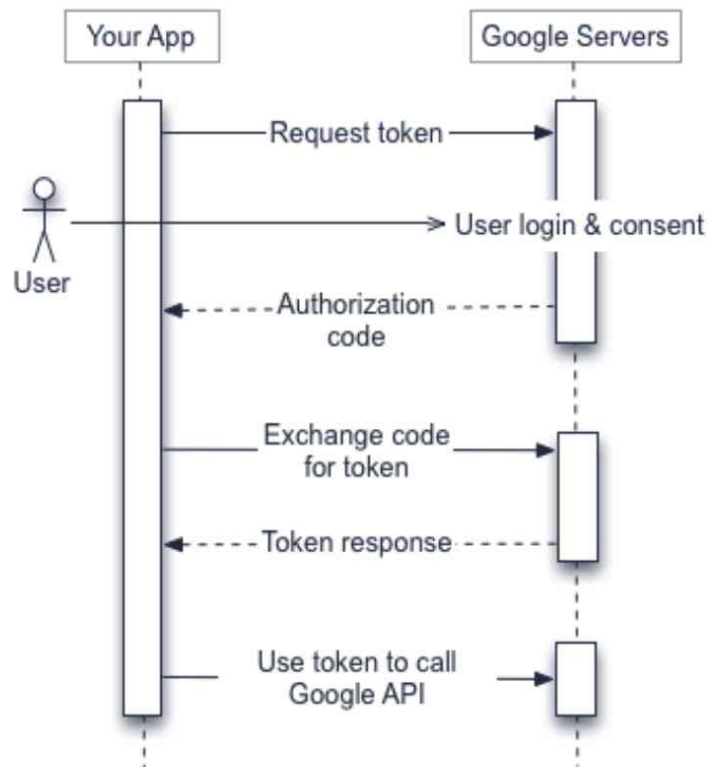 Your App
Google Servers
Request token
User login & consent
User
Authorization
code
Exchange code
for token
Token response
Use token to call
Google API